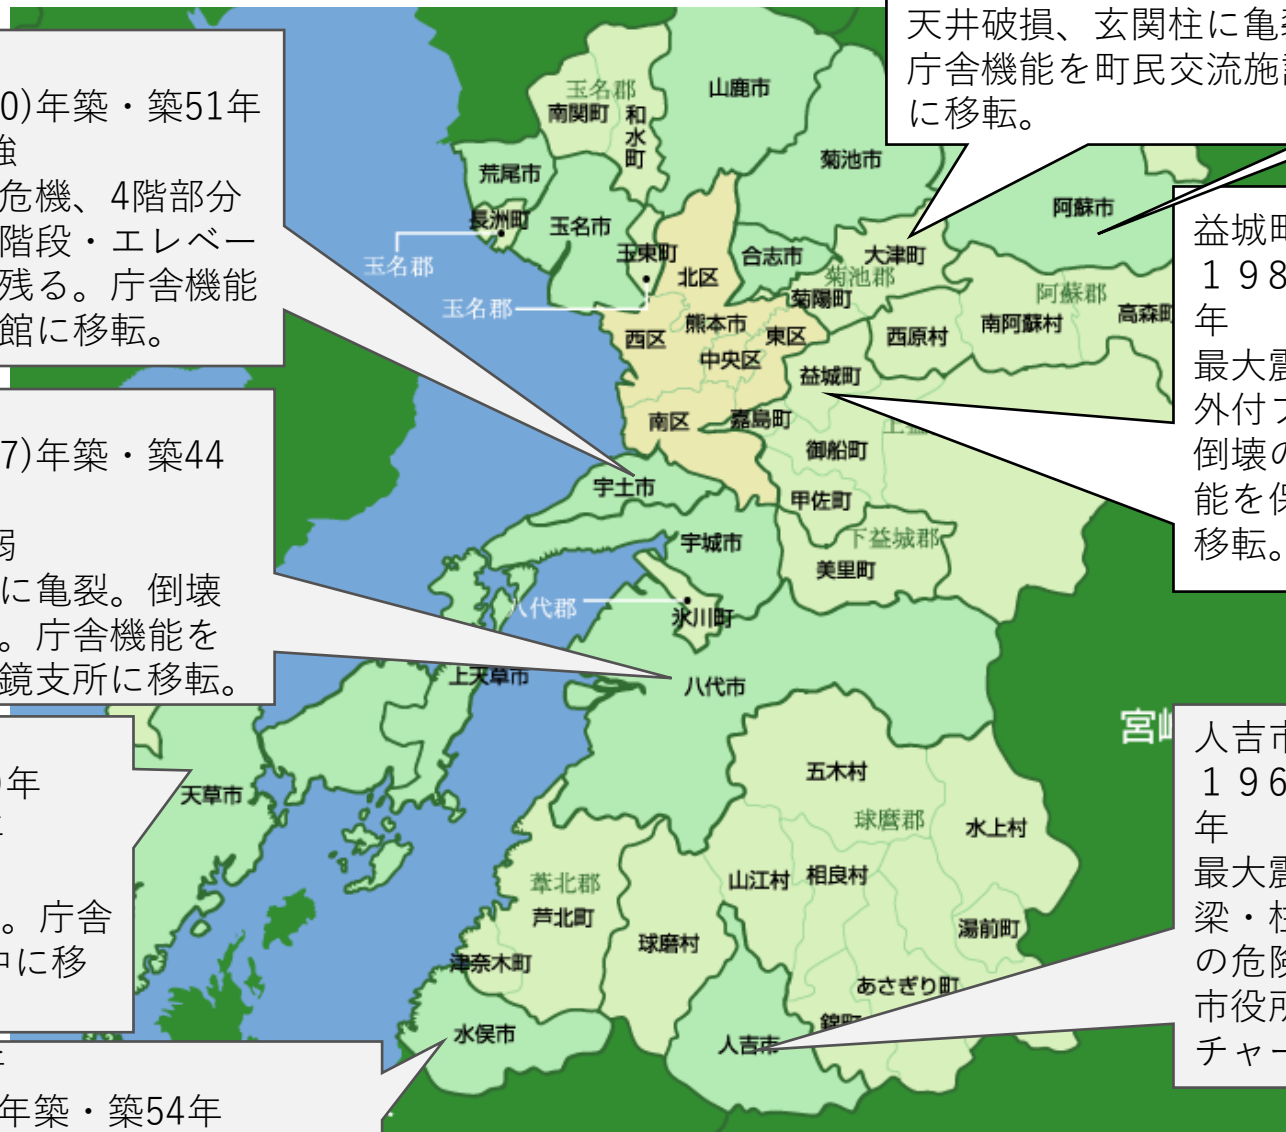 天井破損、玄関柱に亀裂
庁舎機能を町民交流施設
に移転。
0)年築・築51年
強
危機、4階部分
階段・エレベー
残る。庁舎機能
館に移転。
7)年築・築44
弱
に亀裂。倒壊
。庁舎機能を
鏡支所に移転。
年
。庁舎
中に移
年築・築54年
益城町
１９８
年
最大震
外付フ
倒壊の
能を保
移転。
人吉市
１９６
年
最大震
梁・柱
の危険
市役所
チャー
玉名郡
南関町
和水町
山鹿市
菊池市
荒尾市
長洲町
玉名市
玉東町
玉名郡
玉名郡
北区
合志市
大津町
菊池郡
菊陽町
阿蘇市
阿蘇郡
南阿蘇村
高森町
西原村
西区
熊本市
東区
中央区
益城町
南区
嘉島町
上益
御船町
甲佐町
宇土市
宇城市
下益城郡
美里町
八代郡
氷川町
上天草市
八代市
天草市
宮崎
五木村
球磨郡
水上村
山江村
相良村
葦北郡
芦北町
球磨村
湯前町
津奈木町
あさぎり町
錦町
水俣市
人吉市